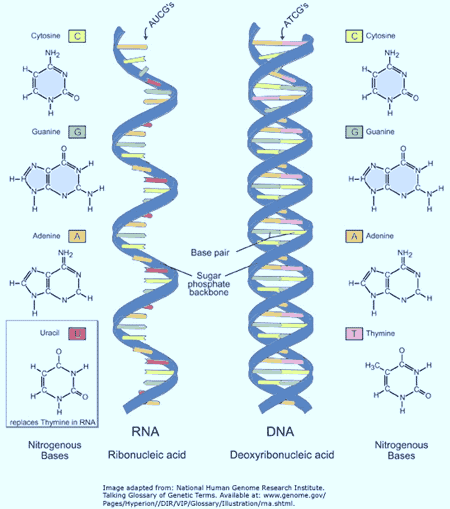 AUCG's
ATCG's
Cytosine C
NH₂
H C N
C C
H N O
H
Guanine G
O
H N C N H
C C
N C C NH₂
N N H
H
Adenine A
NH₂
N C N
H C C
N C C H
H N
Uracil
O
H C NH
C C
H N O
H
replaces Thymine in RNA
Nitrogenous
Bases
Base pair
Sugar
phosphate
backbone
RNA
Ribonucleic acid
DNA
Deoxyribonucleic acid
C Cytosine
NH₂
H C N
C C
H N O
H
G Guanine
O
H N C N H
C C
N C C NH₂
N N H
H
A Adenine
NH₂
N C N
H C C
N C C H
H N
T Thymine
O
H₃C C NH
C C
H N O
H
Nitrogenous
Bases
Image adapted from: National Human Genome Research Institute.
Talking Glossary of Genetic Terms. Available at: www.genome.gov/
Pages/Hyperion//DIR/VIP/Glossary/Illustration/rna.shtml.